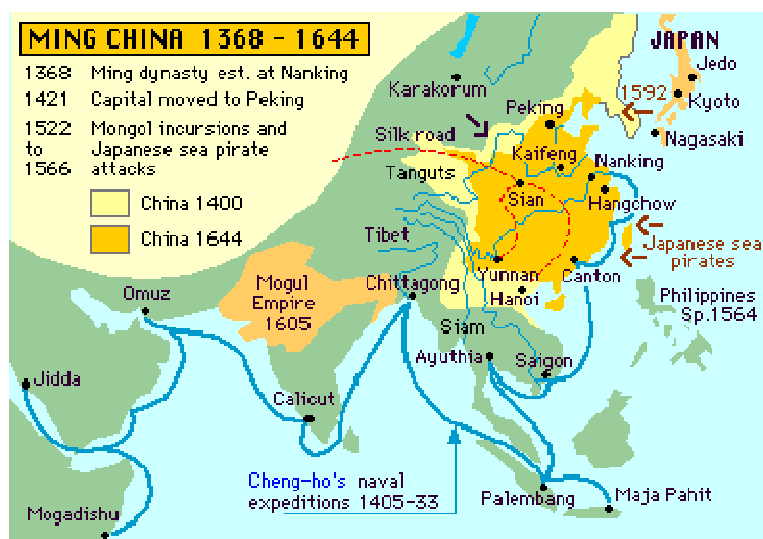 MING CHINA 1368 - 1644
1368 Ming dynasty est. at Nanking
1421 Capital moved to Peking
1522 Mongol incursions and
to Japanese sea pirate
1566 attacks
China 1400
China 1644
JAPAN
Jedo
Kyoto
1592
Nagasaki
Karakorum
Peking
Silk road
Kaifeng
Nanking
Tanguts
Sian
Hangchow
Tibet
Japanese sea
pirates
Yunnan
Canton
Mogul
Empire
1605
Chittagong
Hanoi
Omuz
Philippines
Sp.1564
Siam
Ayuthia
Saigon
Jidda
Calicut
Cheng-ho's naval
expeditions 1405-33
Palembang
Maja Pahit
Mogadishu